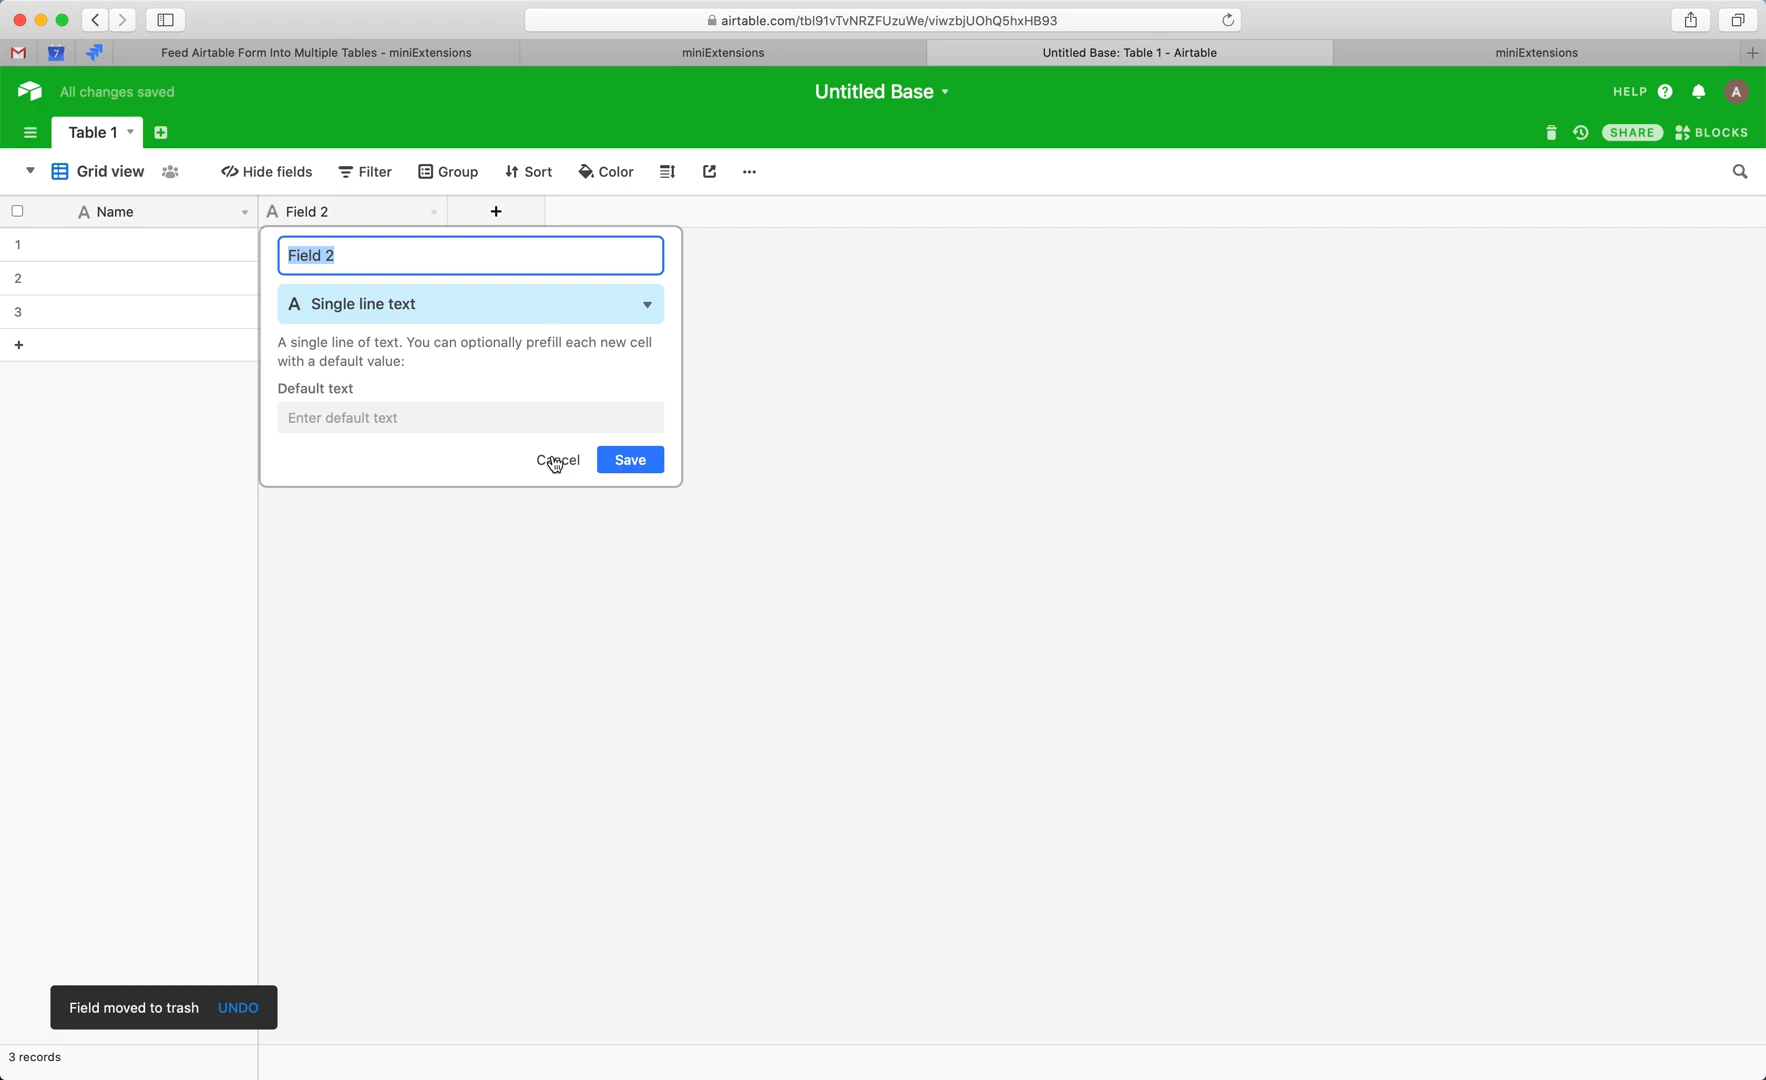 airtable.com/tbl91vTvNRZFUzuWe/viwzbjUOhQ5hxHB93
7
Feed Airtable Form Into Multiple Tables - miniExtensions
miniExtensions
Untitled Base: Table 1 - Airtable
miniExtensions
All changes saved
Untitled Base
HELP
A
Table 1
SHARE
BLOCKS
Grid view
Hide fields
Filter
Group
Sort
Color
A Name
A Field 2
1
2
3
Field 2
A Single line text
A single line of text. You can optionally prefill each new cell
with a default value:
Default text
Enter default text
Cancel
Save
Field moved to trash UNDO
3 records